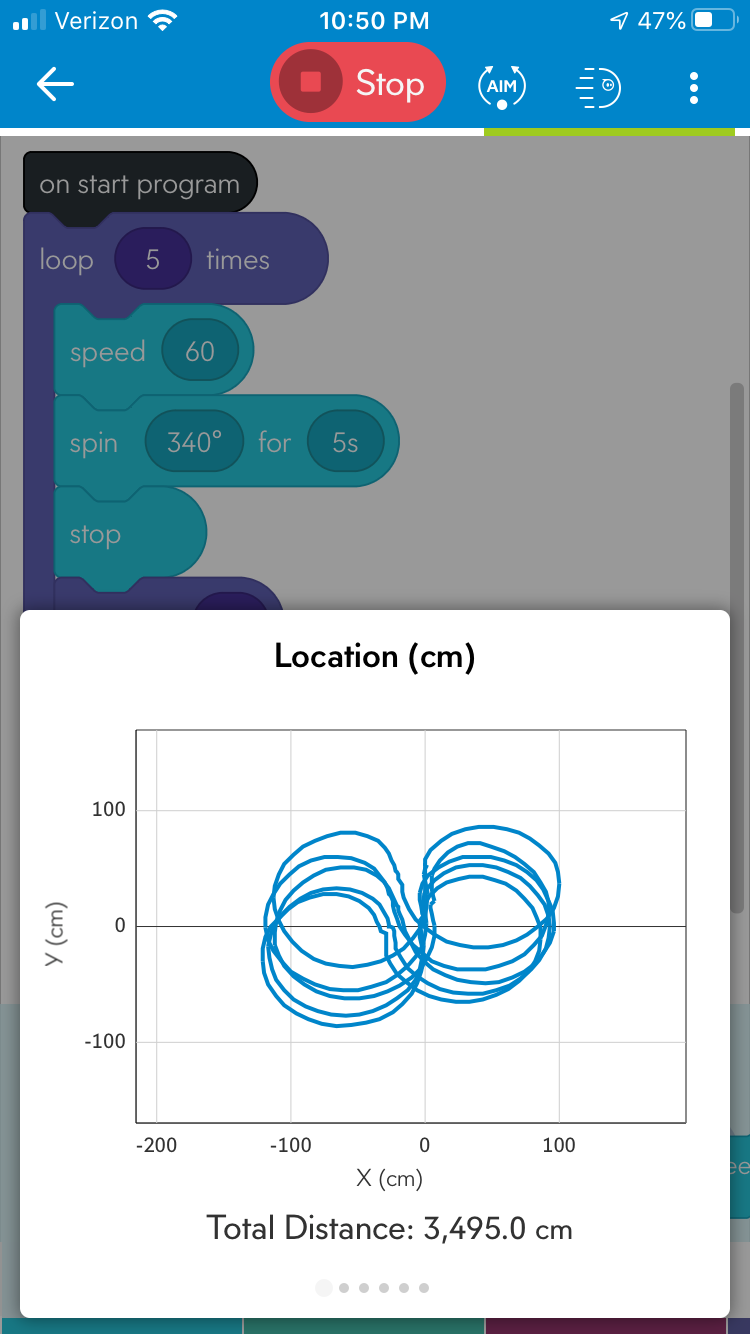 Verizon 10:50 PM 47%
Stop AIM
on start program
loop 5 times
speed 60
spin 340° for 5s
stop
Location (cm)
100
0
-100
y (cm)
-200 -100 0 100
X (cm)
Total Distance: 3,495.0 cm